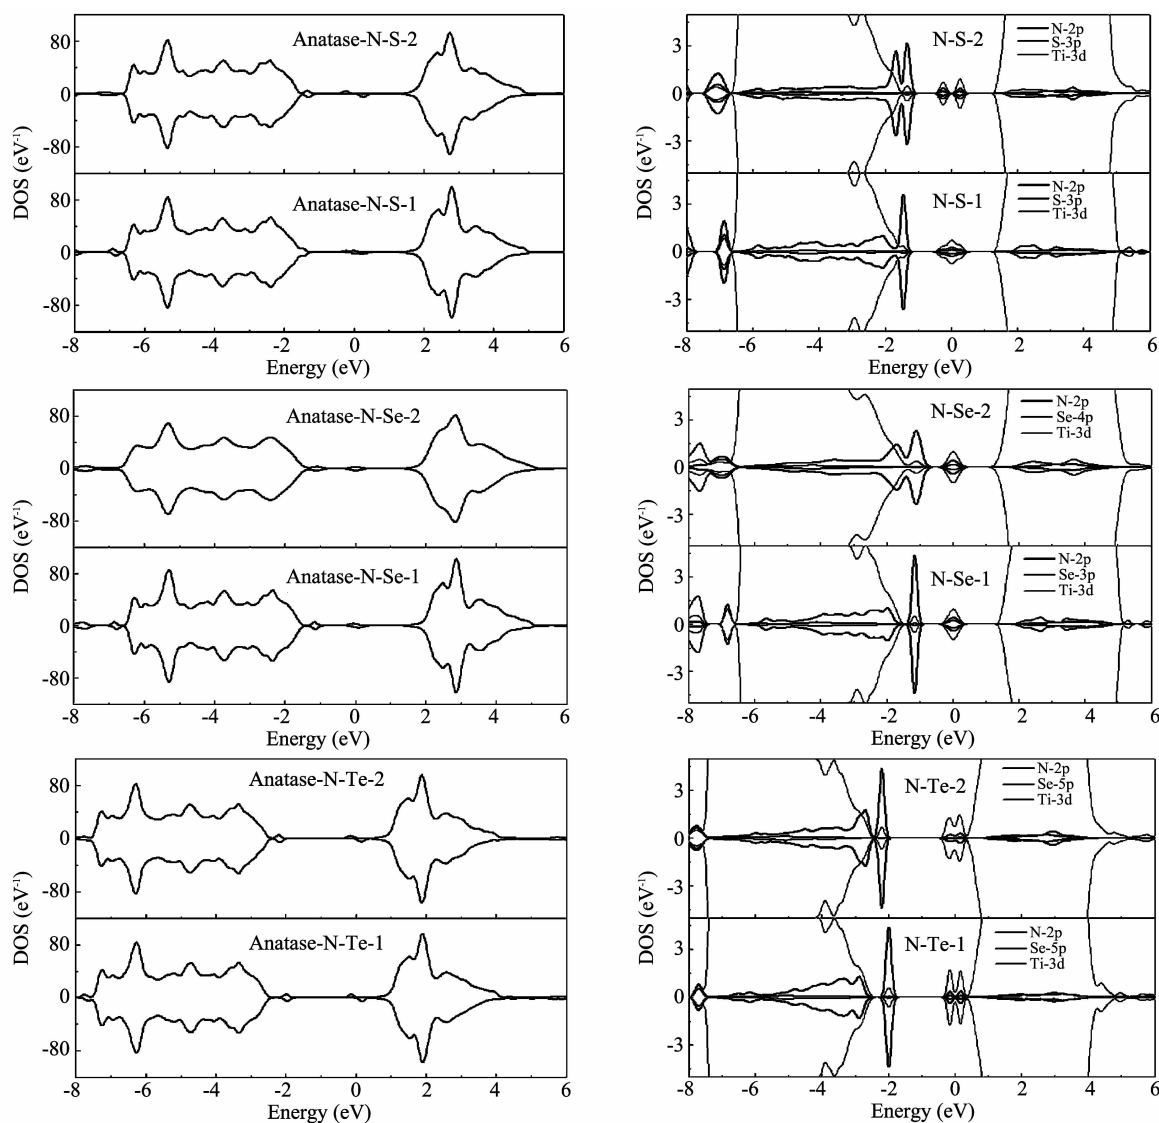 Anatase-N-S-2
80
0
-80
Anatase-N-S-1
80
0
-80
DOS (eV-1)
-8 -6 -4 -2 0 2 4 6
Energy (eV)
N-S-2
N-2p
S-3p
Ti-3d
3
0
-3
N-S-1
N-2p
S-3p
Ti-3d
3
0
-3
DOS (eV-1)
-8 -6 -4 -2 0 2 4 6
Energy (eV)
Anatase-N-Se-2
80
0
-80
Anatase-N-Se-1
80
0
-80
DOS (eV-1)
-8 -6 -4 -2 0 2 4 6
Energy (eV)
N-Se-2
N-2p
Se-4p
Ti-3d
3
0
-3
N-Se-1
N-2p
Se-3p
Ti-3d
3
0
-3
DOS (eV-1)
-8 -6 -4 -2 0 2 4 6
Energy (eV)
Anatase-N-Te-2
80
0
-80
Anatase-N-Te-1
80
0
-80
DOS (eV-1)
-8 -6 -4 -2 0 2 4 6
Energy (eV)
N-Te-2
N-2p
Se-5p
Ti-3d
3
0
-3
N-Te-1
N-2p
Se-5p
Ti-3d
3
0
-3
DOS (eV-1)
-8 -6 -4 -2 0 2 4 6
Energy (eV)